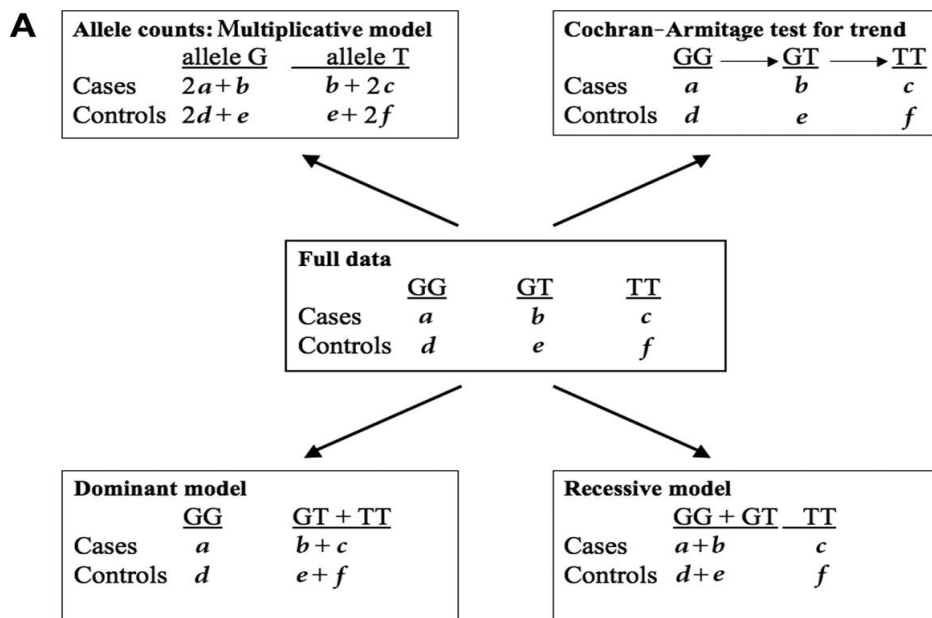 A
Allele counts: Multiplicative model
allele G allele T
Cases 2a+b b+2c
Controls 2d+e e+2f
Cochran-Armitage test for trend
GG → GT → TT
Cases a b c
Controls d e f
Full data
GG GT TT
Cases a b c
Controls d e f
Dominant model
GG GT + TT
Cases a b+c
Controls d e+f
Recessive model
GG + GT TT
Cases a+b c
Controls d+e f